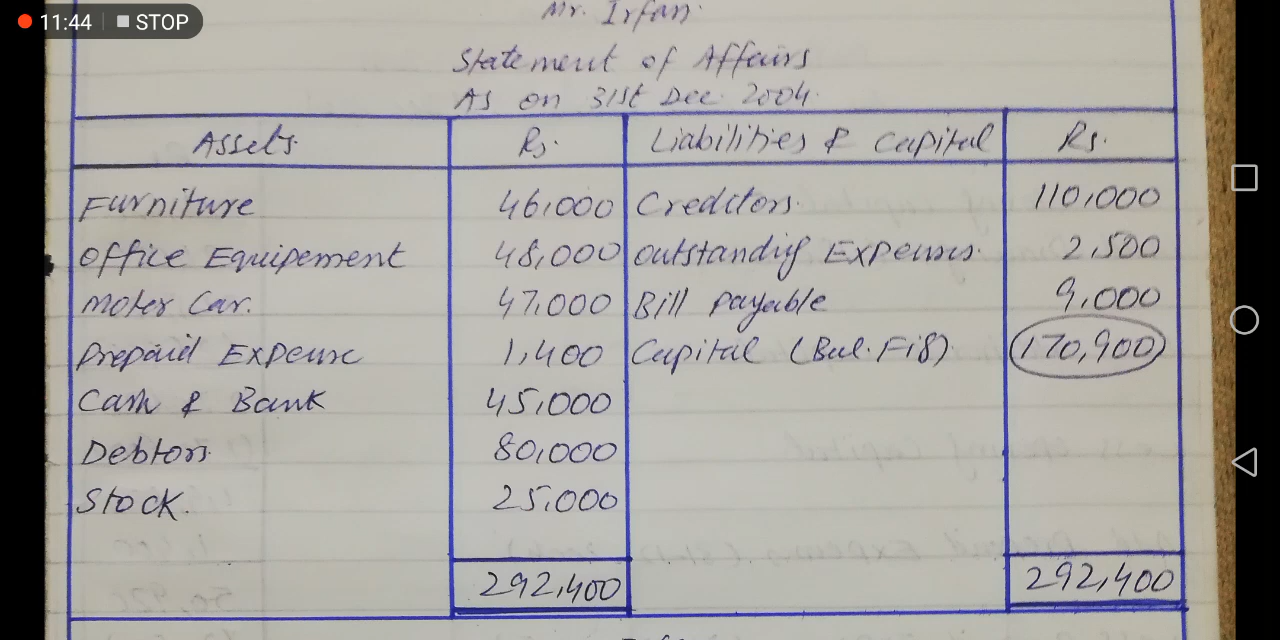 11:44 STOP
Mr. Irfan
Statement of Affairs
As on 31st Dec. 2004.
Assets. Rs. Liabilities & Capital Rs.
Furniture 46,000 Creditors. 110,000
Office Equipement 48,000 Outstanding Expenses. 2,500
Moter Car. 47,000 Bill Payable 9,000
Prepaid Expense 1,400 Capital (Bal. Fig) 170,900
Cash & Bank 45,000
Debtors. 80,000
Stock. 25,000
292,400 292,400